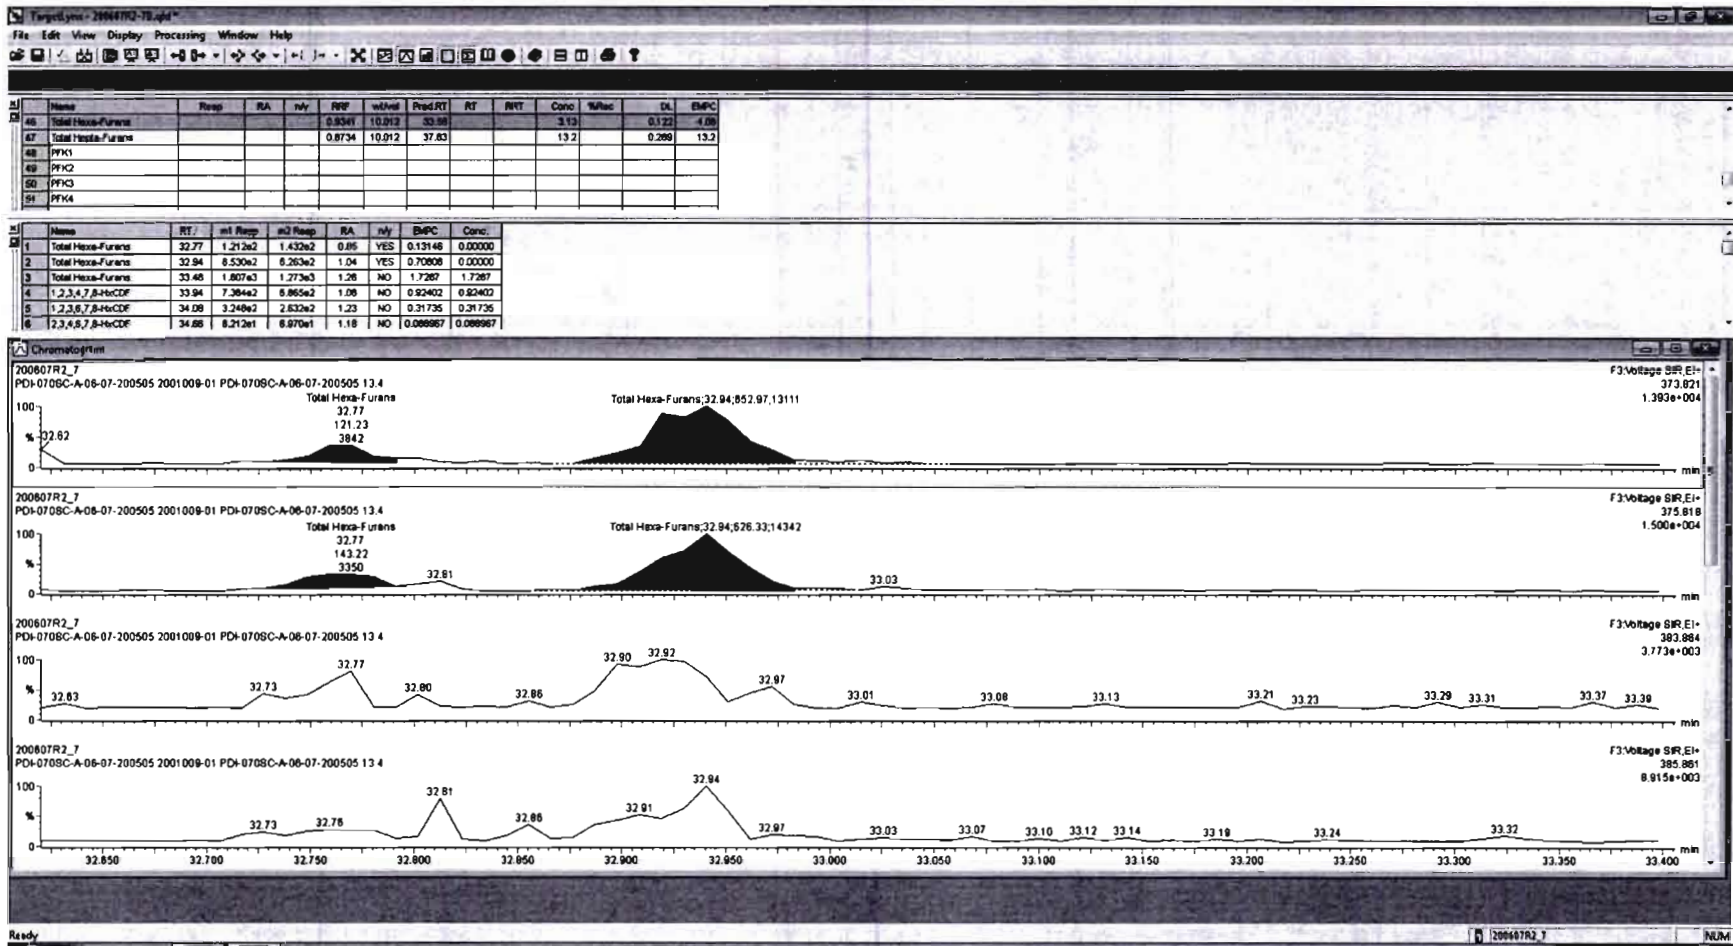 TargetLynx - 200607R2-7D.qld *
File Edit View Display Processing Window Help
Name Resp RA n/y RRF wt/vol Pred.RT RT RRT Conc %Rec DL EMPC
46 Total Hexa-Furans 0.9341 10.012 3.13 0.122 4.08
47 Total Hepta-Furans 0.8734 10.012 37.83 13.2 0.289 13.2
48 PFK1
49 PFK2
50 PFK3
51 PFK4
Name RT m1 Resp m2 Resp RA n/y EMPC Conc.
1 Total Hexa-Furans 32.77 1.212e2 1.432e2 0.85 YES 0.13146 0.00000
2 Total Hexa-Furans 32.94 6.530e2 6.263e2 1.04 YES 0.70808 0.00000
3 Total Hexa-Furans 33.48 1.607e3 1.273e3 1.26 NO 1.7267 1.7267
4 1,2,3,4,7,8-HxCDF 33.94 7.384e2 6.865e2 1.08 NO 0.92402 0.92402
5 1,2,3,6,7,8-HxCDF 34.08 3.248e2 2.632e2 1.23 NO 0.31735 0.31735
6 2,3,4,6,7,8-HxCDF 34.66 8.212e1 6.970e1 1.18 NO 0.088967 0.088967
Chromatogram
200607R2_7
PDI-070SC-A-06-07-200505 2001009-01 PDI-070SC-A-06-07-200505 13.4
F3:Voltage SIR,EI+
373.821
1.393e+004
Total Hexa-Furans
32.77
121.23
3842
Total Hexa-Furans;32.94;652.97;13111
100
%
0
32.62
min
200607R2_7
PDI-070SC-A-06-07-200505 2001009-01 PDI-070SC-A-06-07-200505 13.4
F3:Voltage SIR,EI+
375.818
1.500e+004
Total Hexa-Furans
32.77
143.22
3350
Total Hexa-Furans;32.94;626.33;14342
100
%
0
32.81 33.03
min
200607R2_7
PDI-070SC-A-06-07-200505 2001009-01 PDI-070SC-A-06-07-200505 13.4
F3:Voltage SIR,EI+
383.864
3.773e+003
100
%
0
32.63 32.73 32.77 32.80 32.86 32.90 32.92 32.97 33.01 33.08 33.13 33.21 33.23 33.29 33.31 33.37 33.39
min
200607R2_7
PDI-070SC-A-06-07-200505 2001009-01 PDI-070SC-A-06-07-200505 13.4
F3:Voltage SIR,EI+
385.861
8.915e+003
100
%
0
32.73 32.76 32.81 32.86 32.91 32.94 32.97 33.03 33.07 33.10 33.12 33.14 33.19 33.24 33.32
min
32.650 32.700 32.750 32.800 32.850 32.900 32.950 33.000 33.050 33.100 33.150 33.200 33.250 33.300 33.350 33.400
Ready 200607R2_7 NUM